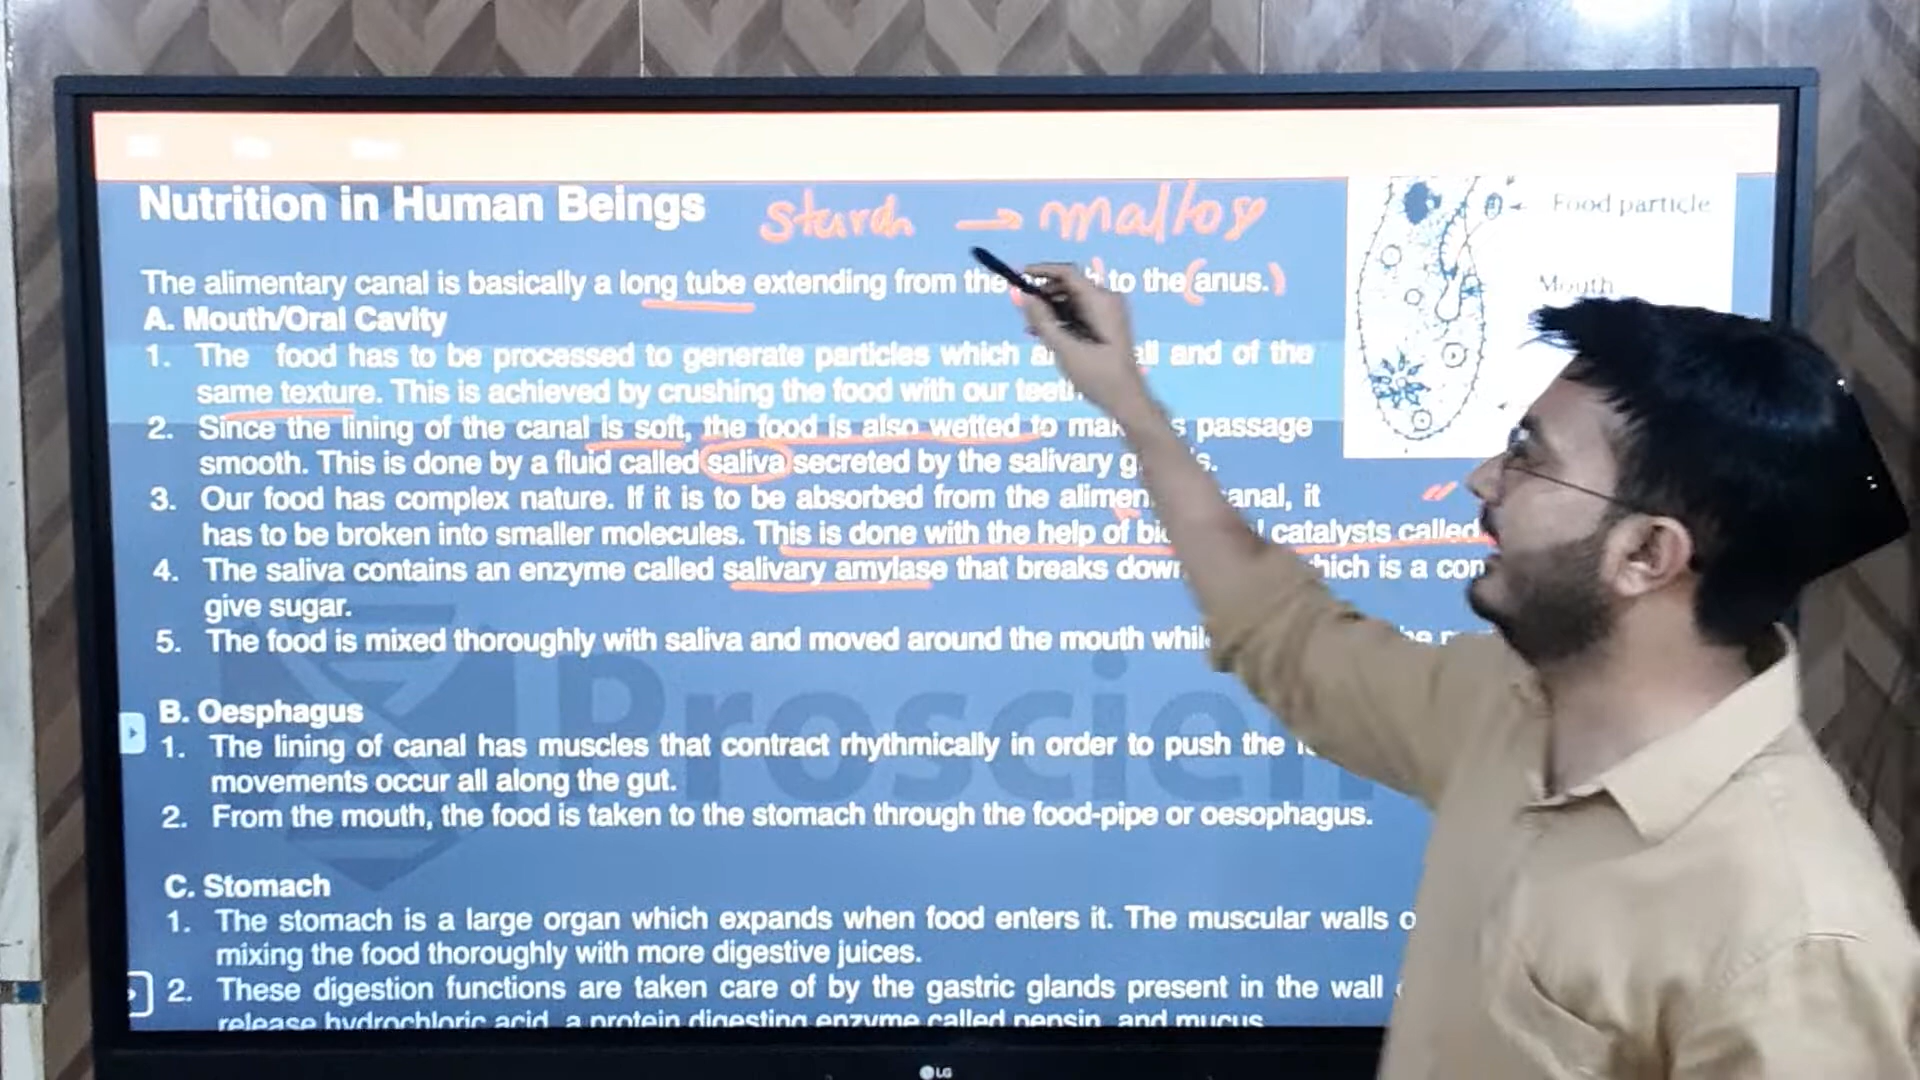 Nutrition in Human Beings
Food particle
The alimentary canal is basically a long tube extending from the to the (anus.)
Mouth
A. Mouth/Oral Cavity
1. The food has to be processed to generate particles which and of the
same texture. This is achieved by crushing the food with our teeth
2. Since the lining of the canal is soft, the food is also wetted to passage
smooth. This is done by a fluid called saliva secreted by the salivary
3. Our food has complex nature. If it is to be absorbed from the canal, it
has to be broken into smaller molecules. This is done with the help of catalysts called
4. The saliva contains an enzyme called salivary amylase that breaks down which is a
give sugar.
5. The food is mixed thoroughly with saliva and moved around the mouth
Proscien
B. Oesphagus
1. The lining of canal has muscles that contract rhythmically in order to push the
movements occur all along the gut.
2. From the mouth, the food is taken to the stomach through the food-pipe or oesophagus.
C. Stomach
1. The stomach is a large organ which expands when food enters it. The muscular walls
mixing the food thoroughly with more digestive juices.
2. These digestion functions are taken care of by the gastric glands present in the wall
release hydrochloric acid, a protein digesting enzyme called pepsin, and mucus
LG